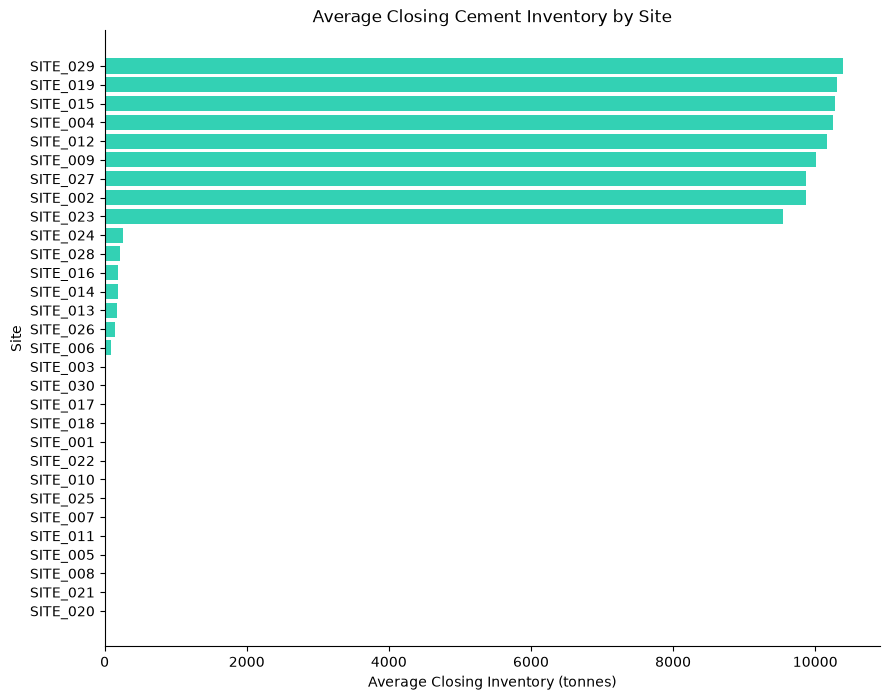 Average Closing Cement Inventory by Site
Site
SITE_029
SITE_019
SITE_015
SITE_004
SITE_012
SITE_009
SITE_027
SITE_002
SITE_023
SITE_024
SITE_028
SITE_016
SITE_014
SITE_013
SITE_026
SITE_006
SITE_003
SITE_030
SITE_017
SITE_018
SITE_001
SITE_022
SITE_010
SITE_025
SITE_007
SITE_011
SITE_005
SITE_008
SITE_021
SITE_020
0 2000 4000 6000 8000 10000
Average Closing Inventory (tonnes)